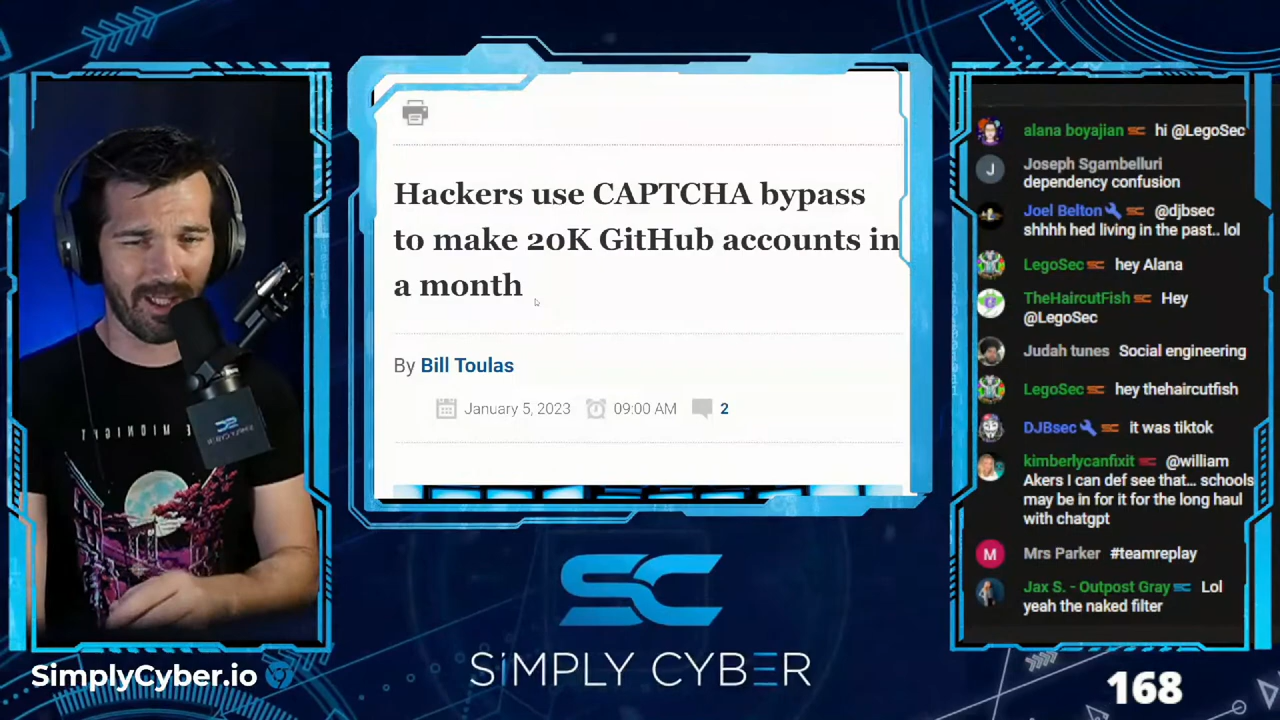 Hackers use CAPTCHA bypass
to make 20K GitHub accounts in
a month
By Bill Toulas
January 5, 2023 09:00 AM 2
alana boyajian hi @LegoSec
Joseph Sgambelluri
dependency confusion
Joel Belton @djbsec
shhhh hed living in the past.. lol
LegoSec hey Alana
TheHaircutFish Hey
@LegoSec
J
Judah tunes Social engineering
LegoSec hey thehaircutfish
DJBsec it was tiktok
kimberlycanfixit @william
Akers I can def see that... schools
may be in for it for the long haul
with chatgpt
M
Mrs Parker #teamreplay
Jax S. - Outpost Gray Lol
yeah the naked filter
SC
SIMPLY CYBER
SimplyCyber.io
168